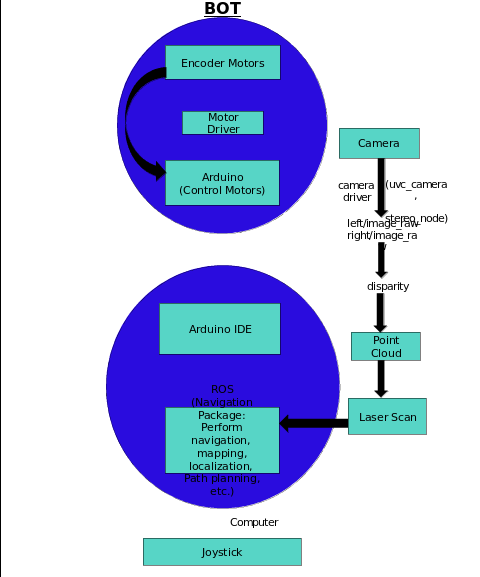 BOT
Encoder Motors
Motor
Driver
Arduino
(Control Motors)
Camera
camera
driver
(uvc_camera
,
stereo_node)
left/image_raw
right/image_ra
w
disparity
Point
Cloud
Laser Scan
Arduino IDE
ROS
(Navigation
Package:
Perform
navigation,
mapping,
localization,
Path planning,
etc.)
Computer
Joystick